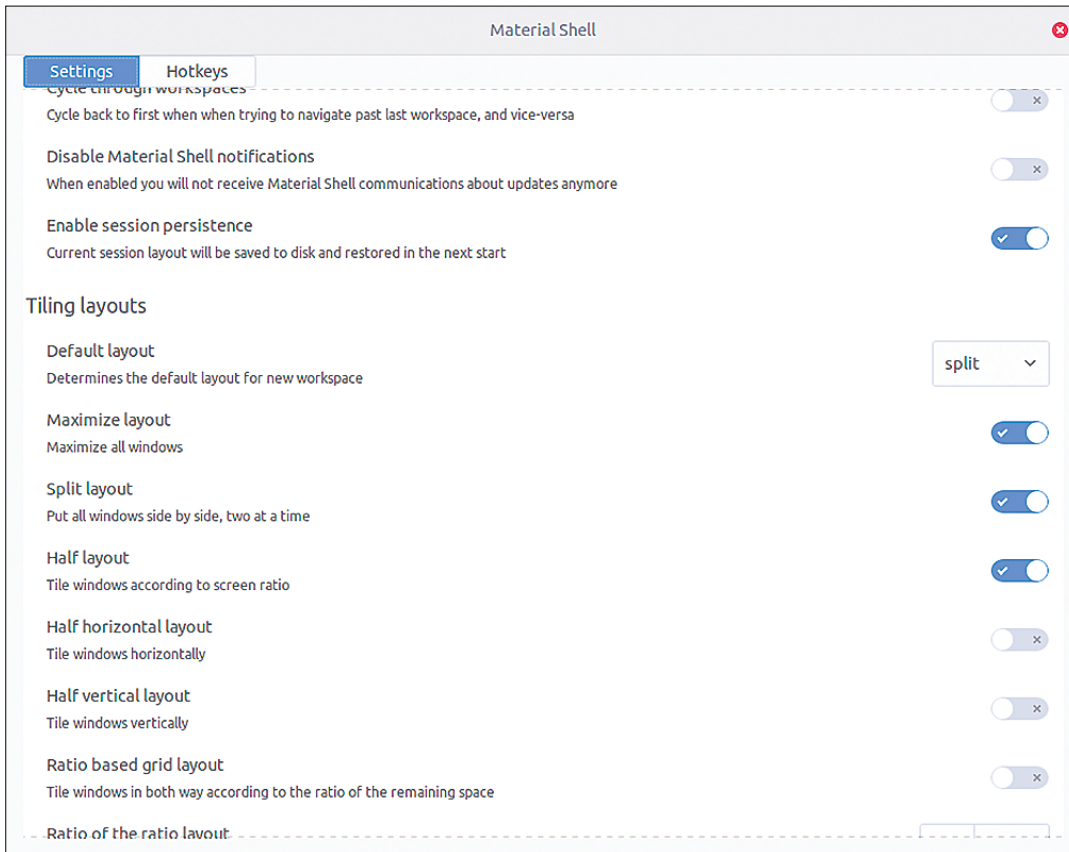 Material Shell
Settings
Hotkeys
Cycle through workspaces
Cycle back to first when when trying to navigate past last workspace, and vice-versa
Disable Material Shell notifications
When enabled you will not receive Material Shell communications about updates anymore
Enable session persistence
Current session layout will be saved to disk and restored in the next start
Tiling layouts
Default layout
Determines the default layout for new workspace
split
Maximize layout
Maximize all windows
Split layout
Put all windows side by side, two at a time
Half layout
Tile windows according to screen ratio
Half horizontal layout
Tile windows horizontally
Half vertical layout
Tile windows vertically
Ratio based grid layout
Tile windows in both way according to the ratio of the remaining space
Ratio of the ratio layout